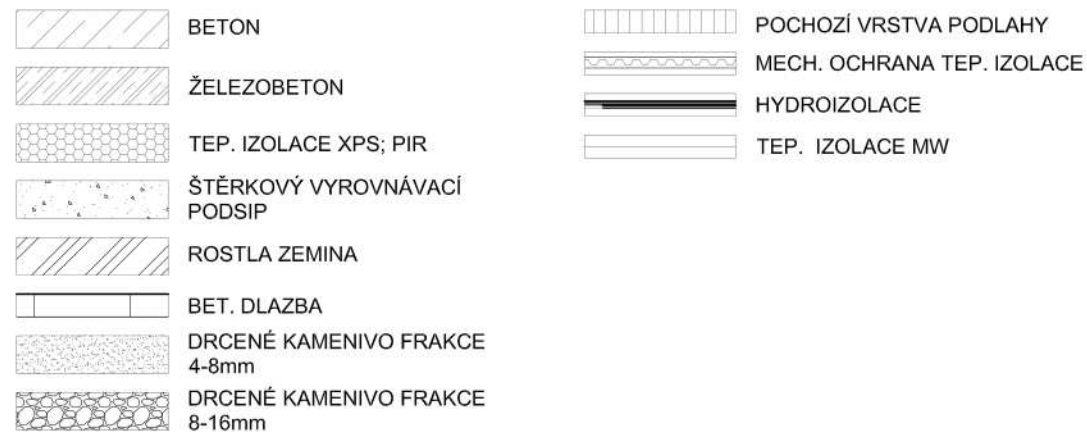 BETON
ŽELEZOBETON
TEP. IZOLACE XPS; PIR
ŠTĚRKOVÝ VYROVNÁVACÍ
PODSIP
ROSTLA ZEMINA
BET. DLAZBA
DRCENÉ KAMENIVO FRAKCE
4-8mm
DRCENÉ KAMENIVO FRAKCE
8-16mm
POCHOZÍ VRSTVA PODLAHY
MECH. OCHRANA TEP. IZOLACE
HYDROIZOLACE
TEP. IZOLACE MW